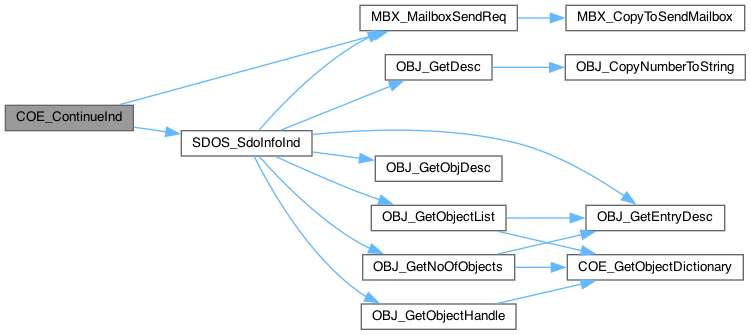 MBX_MailboxSendReq
MBX_CopyToSendMailbox
OBJ_GetDesc
OBJ_CopyNumberToString
COE_ContinueInd
SDOS_SdoInfoInd
OBJ_GetObjDesc
OBJ_GetObjectList
OBJ_GetEntryDesc
OBJ_GetNoOfObjects
COE_GetObjectDictionary
OBJ_GetObjectHandle